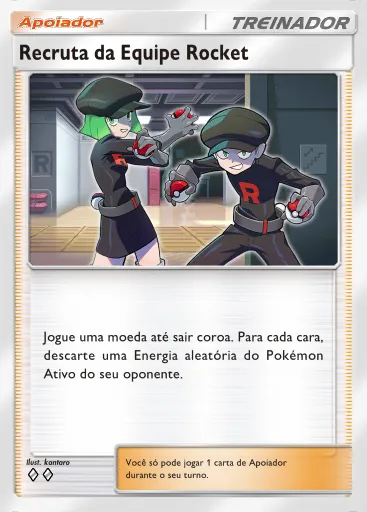 Apoiador
TREINADOR
Recruta da Equipe Rocket
R
R
R
Jogue uma moeda até sair coroa. Para cada cara,
descarte uma Energia aleatória do Pokémon
Ativo do seu oponente.
Ilust. kantaro
Você só pode jogar 1 carta de Apoiador
durante o seu turno.